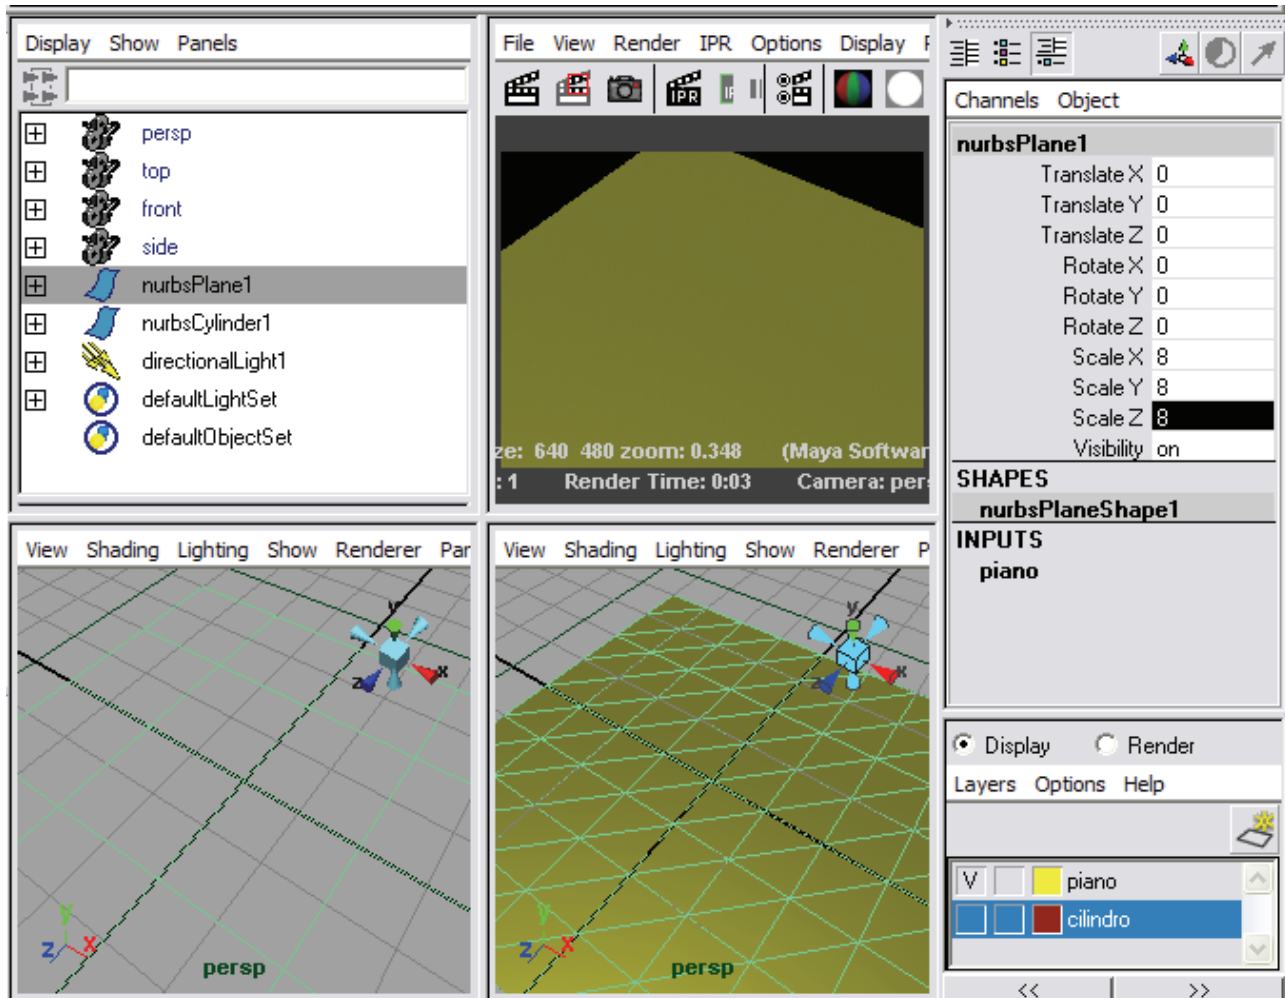 Display Show Panels
persp
top
front
side
nurbsPlane1
nurbsCylinder1
directionalLight1
defaultLightSet
defaultObjectSet
File View Render IPR Options Display
IPR
ze: 640 480 zoom: 0.348 (Maya Softwar
: 1 Render Time: 0:03 Camera: pers
View Shading Lighting Show Renderer Par
y
x
z
y
z x
persp
View Shading Lighting Show Renderer P
y
x
z
y
z x
persp
Channels Object
nurbsPlane1
Translate X 0
Translate Y 0
Translate Z 0
Rotate X 0
Rotate Y 0
Rotate Z 0
Scale X 8
Scale Y 8
Scale Z 8
Visibility on
SHAPES
nurbsPlaneShape1
INPUTS
piano
Display Render
Layers Options Help
V piano
cilindro
<< >>